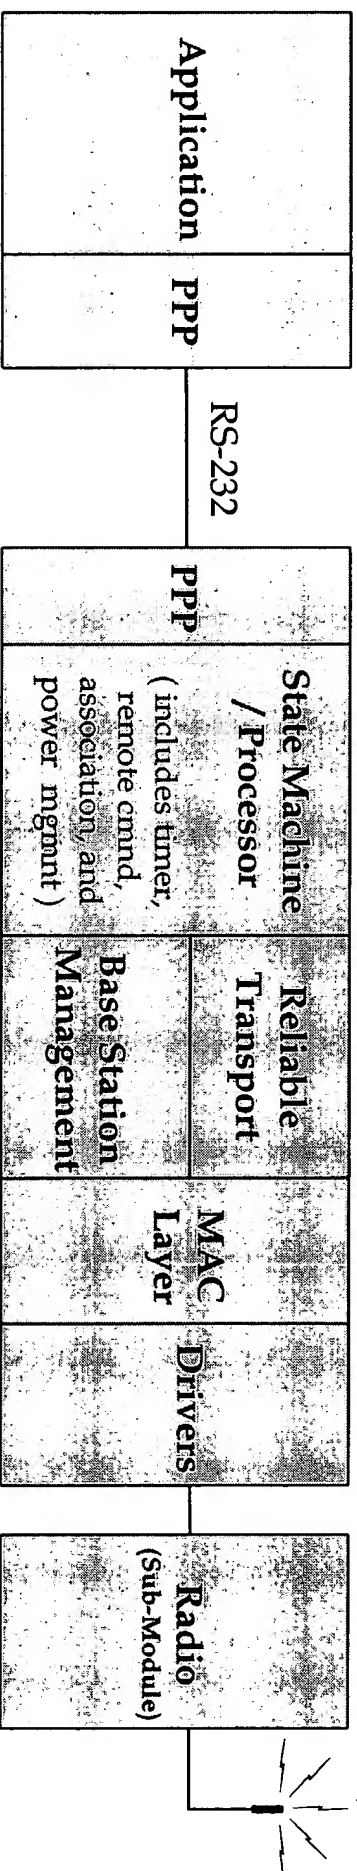 Application
PPP
RS-232
PPP
State Machine
/Processor
( includes timer,
remote cmnd,
association, and
power mgmnt )
Reliable
Transport
Base Station
Management
MAC
Layer
Drivers
Radio
(Sub-Module)